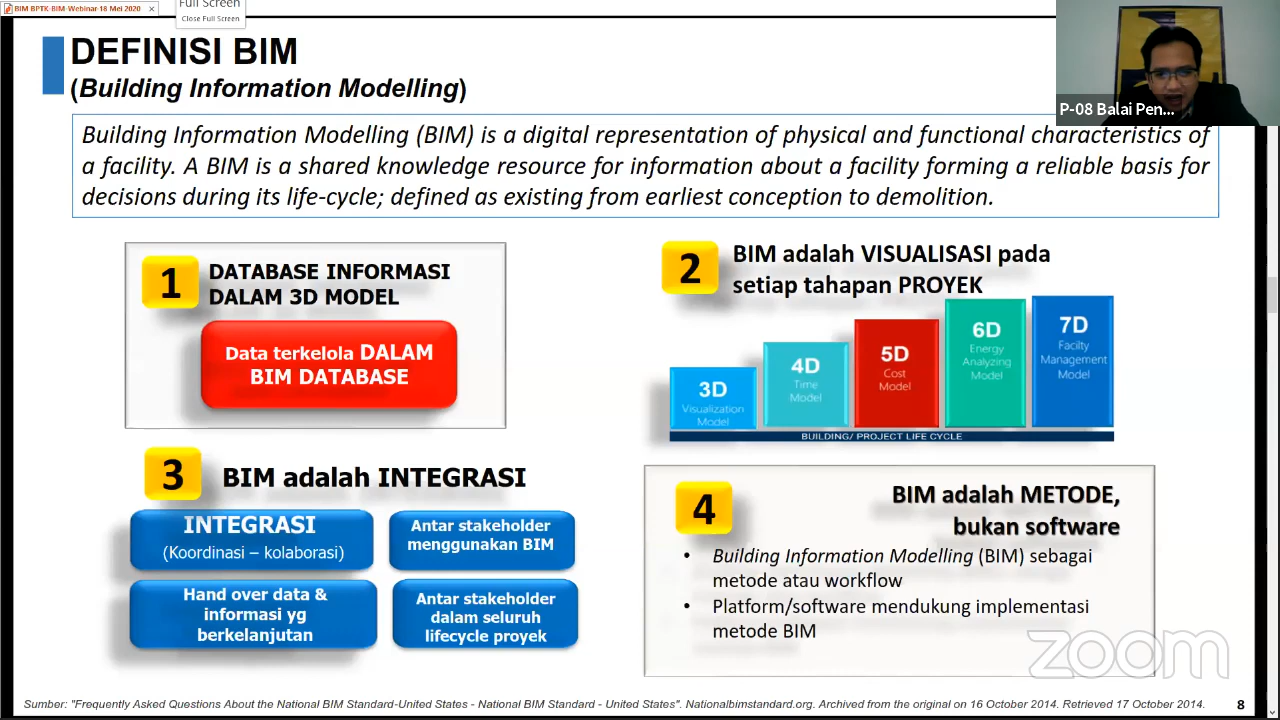 BIM BPTK-BIM-Webinar-18 Mei 2020
Full Screen
Close Full Screen
DEFINISI BIM
(Building Information Modelling)
P-08 Balai Pen...
Building Information Modelling (BIM) is a digital representation of physical and functional characteristics of
a facility. A BIM is a shared knowledge resource for information about a facility forming a reliable basis for
decisions during its life-cycle; defined as existing from earliest conception to demolition.
1
DATABASE INFORMASI
DALAM 3D MODEL
Data terkelola DALAM
BIM DATABASE
2
BIM adalah VISUALISASI pada
setiap tahapan PROYEK
3D
Visualization
Model
4D
Time
Model
5D
Cost
Model
6D
Energy
Analyzing
Model
7D
Facilty
Management
Model
BUILDING/ PROJECT LIFE CYCLE
3
BIM adalah INTEGRASI
INTEGRASI
(Koordinasi – kolaborasi)
Antar stakeholder
menggunakan BIM
Hand over data &
informasi yg
berkelanjutan
Antar stakeholder
dalam seluruh
lifecycle proyek
4
BIM adalah METODE,
bukan software
• Building Information Modelling (BIM) sebagai
metode atau workflow
• Platform/software mendukung implementasi
metode BIM
zoom
Sumber: "Frequently Asked Questions About the National BIM Standard-United States - National BIM Standard - United States". Nationalbimstandard.org. Archived from the original on 16 October 2014. Retrieved 17 October 2014.
8